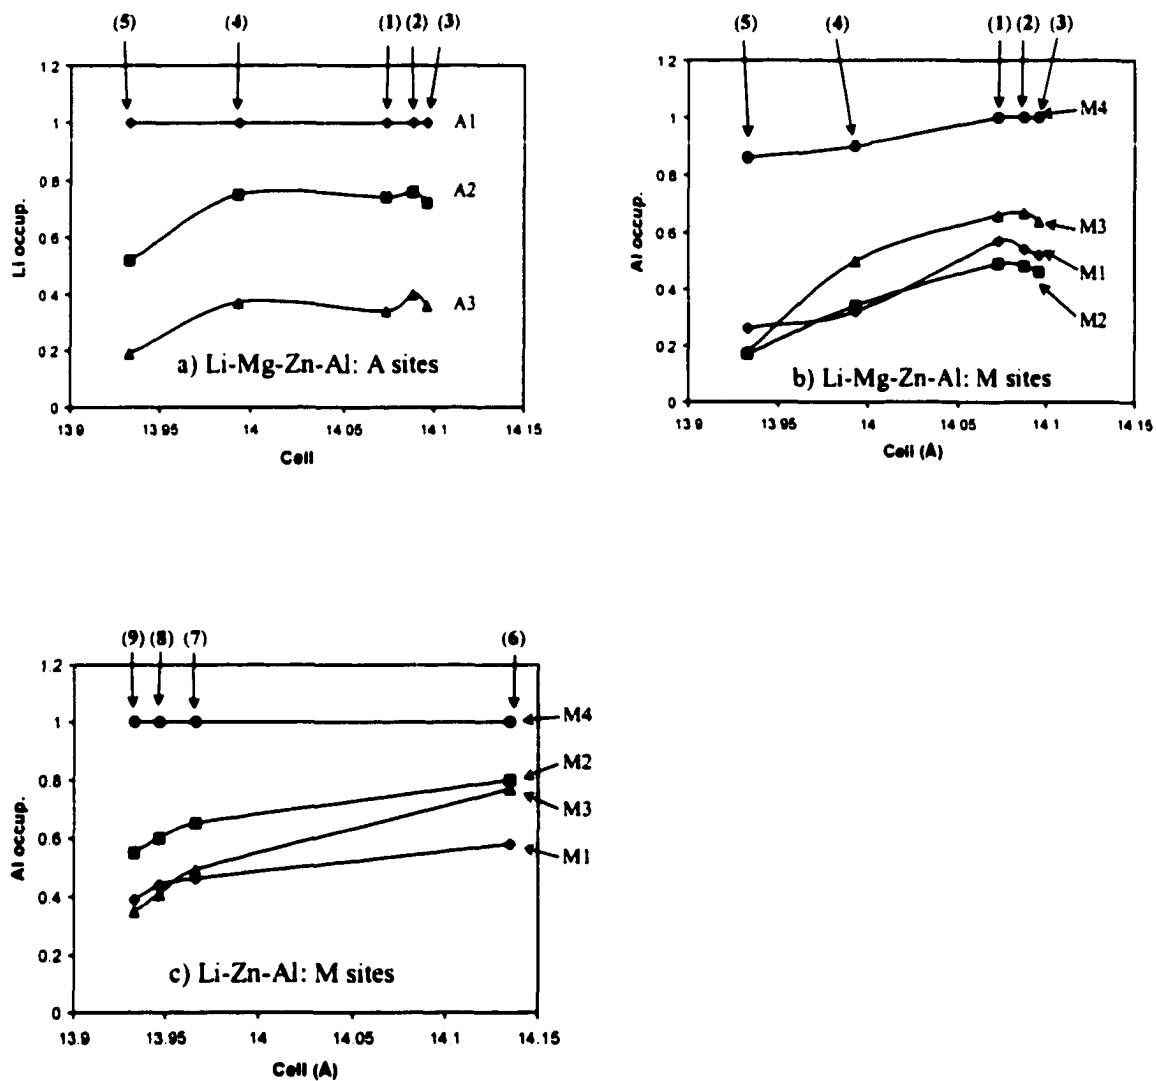 (5) (4) (1) (2) (3)
1 2
1
0.8
0.6
0.4
0.2
0
Li occup.
A1
A2
A3
a) Li-Mg-Zn-Al: A sites
13.9 13.95 14 14.05 14.1 14.15
Cell
(5) (4) (1) (2) (3)
1.2
1
0.8
0.6
0.4
0.2
0
Al occup.
M4
M3
M1
M2
b) Li-Mg-Zn-Al: M sites
13.9 13.95 14 14.05 14.1 14.15
Cell (Å)
(9) (8) (7) (6)
1.2
1
0.8
0.6
0.4
0.2
0
Al occup.
M4
M2
M3
M1
c) Li-Zn-Al: M sites
13.9 13.95 14 14.05 14.1 14.15
Cell (Å)